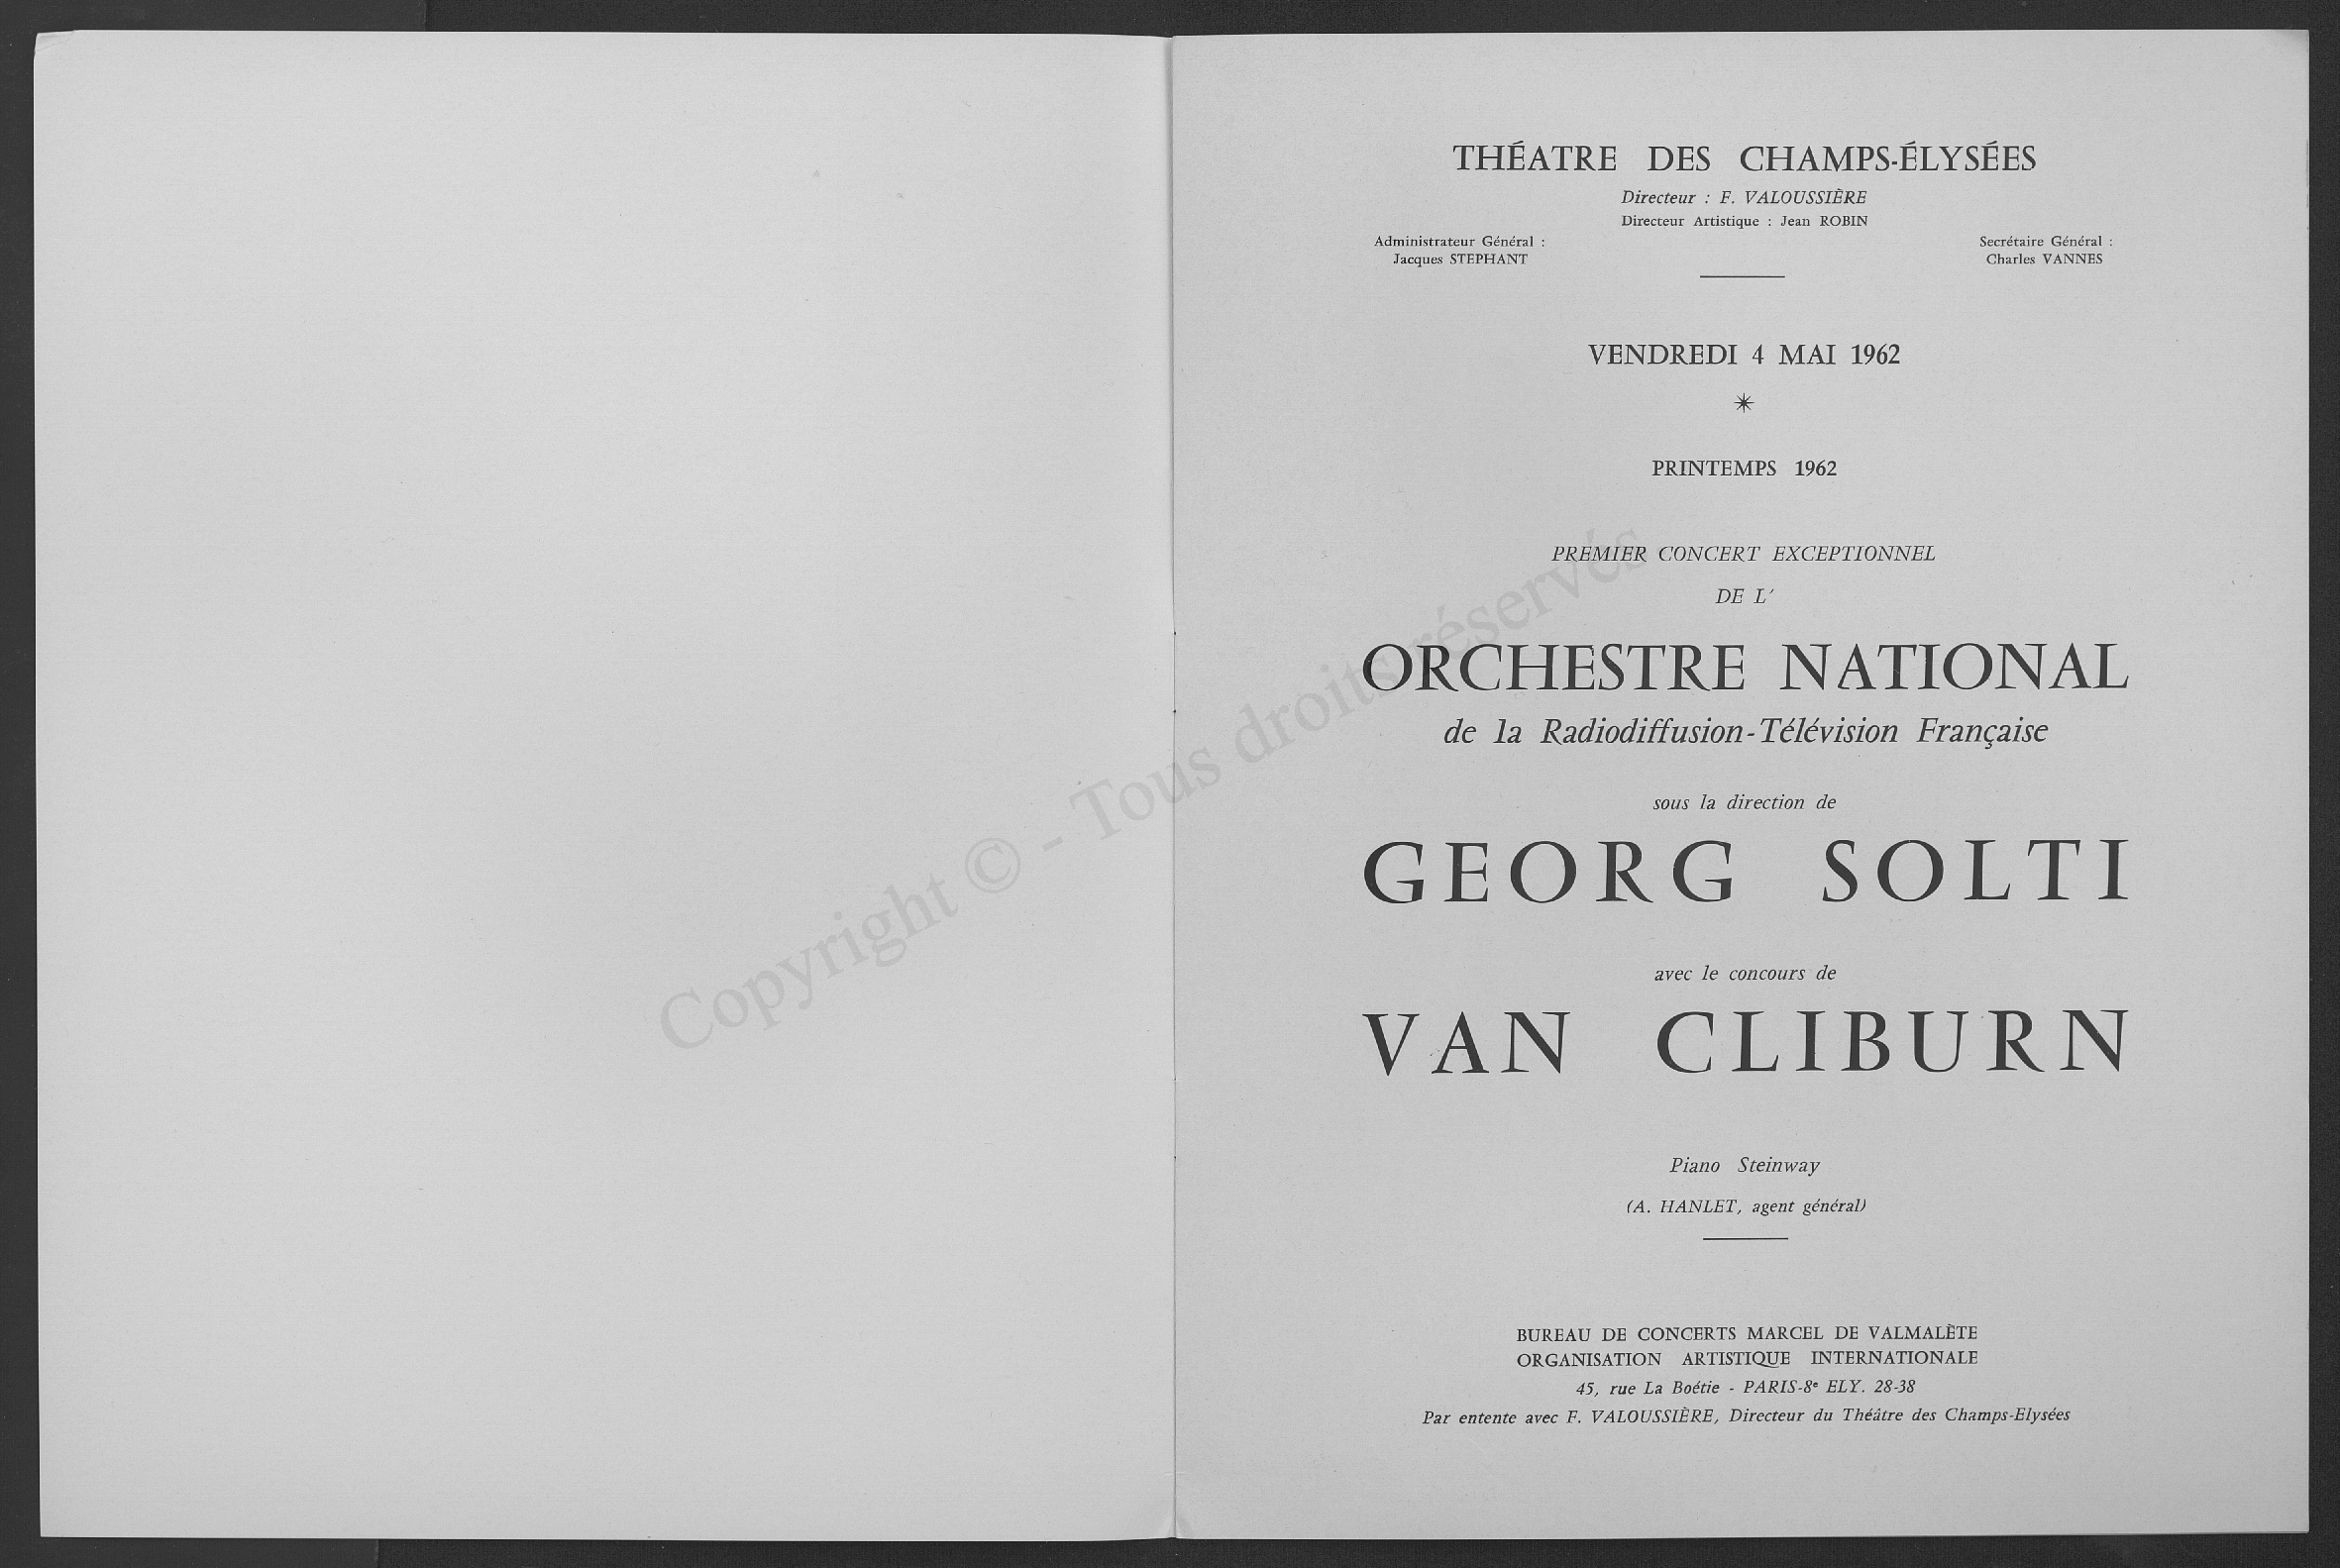 THÉATRE DES CHAMPS-ÉLYSÉES
Directeur : F. VALOUSSIÈRE
Directeur Artistique : Jean ROBIN
Administrateur Général :
Jacques STEPHANT
Secrétaire Général :
Charles VANNES
VENDREDI 4 MAI 1962
PRINTEMPS 1962
PREMIER CONCERT EXCEPTIONNEL
DE L'
ORCHESTRE NATIONAL
de la Radiodiffusion-Télévision Française
sous la direction de
GEORG SOLTI
avec le concours de
VAN CLIBURN
Piano Steinway
(A. HANLET, agent général)
BUREAU DE CONCERTS MARCEL DE VALMALÈTE
ORGANISATION ARTISTIQUE INTERNATIONALE
45, rue La Boétie - PARIS-8e ELY. 28-38
Par entente avec F. VALOUSSIÈRE, Directeur du Théâtre des Champs-Elysées
Copyright © - Tous droits réservés